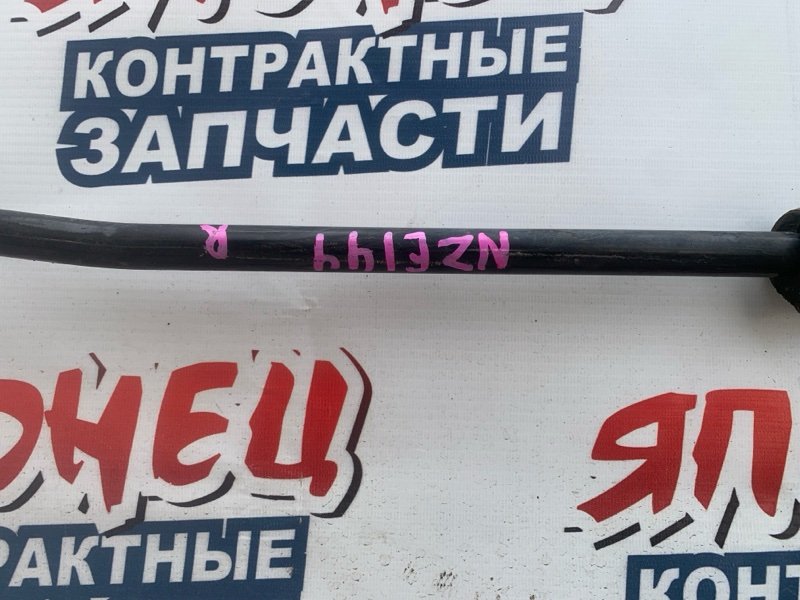 КОНТРАКТНЫЕ
ЗАПЧАСТИ
NZE144 R
ОНЕЦ
ЯП
РАКТНЫЕ
КОНТ